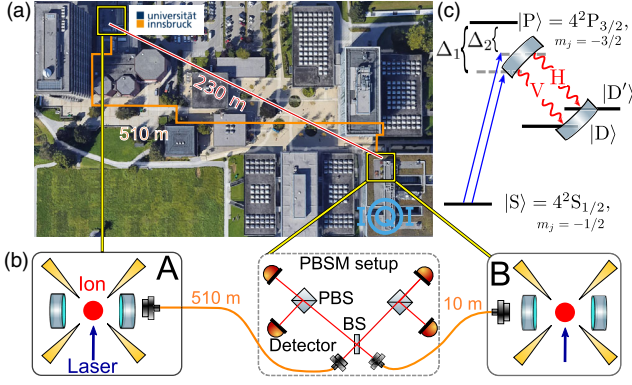 (a)
universität
innsbruck
230 m
510 m
IQI
(c)
|P⟩ = 4²P₃/₂,
mⱼ = −3/2
Δ₁
Δ₂
V
H
|D′⟩
|D⟩
|S⟩ = 4²S₁/₂,
mⱼ = −1/2
(b)
A
Ion
Laser
510 m
PBSM setup
PBS
BS
Detector
10 m
B